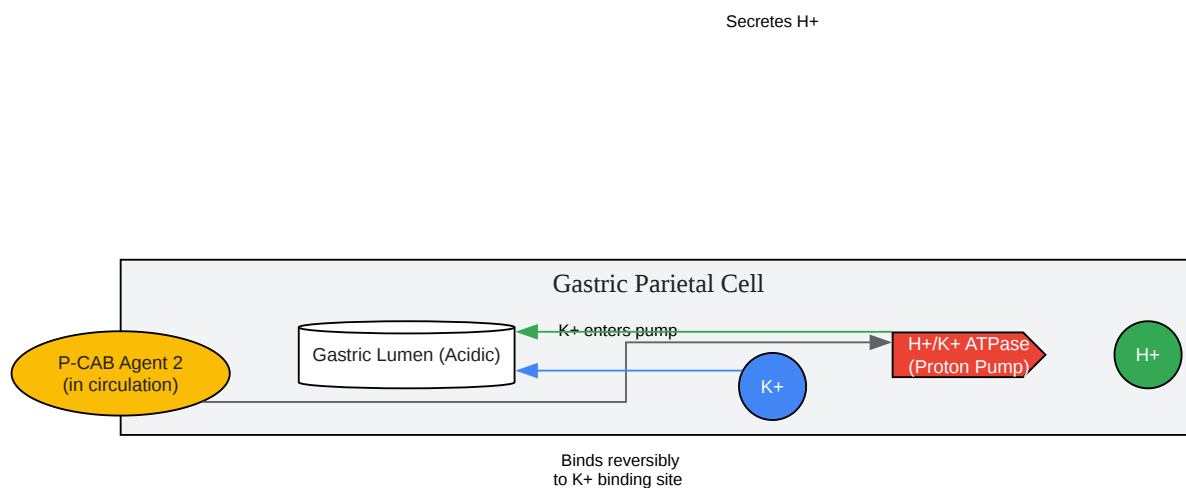 Secretes H+
Gastric Parietal Cell
K+ enters pump
P-CAB Agent 2
(in circulation)
Gastric Lumen (Acidic)
H+/K+ ATPase
(Proton Pump)
H+
K+
Binds reversibly
to K+ binding site